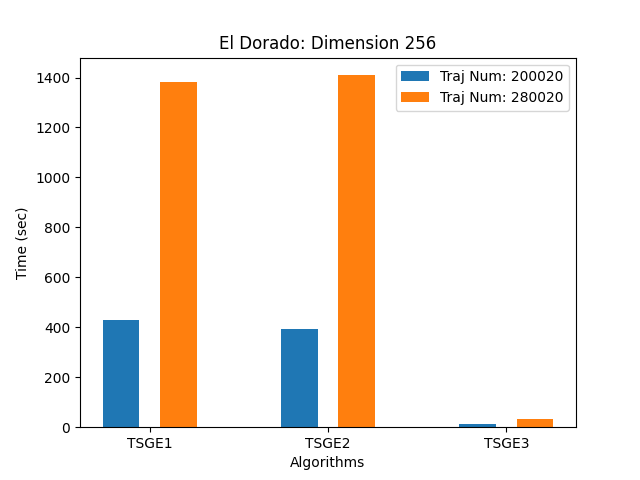 El Dorado: Dimension 256
Traj Num: 200020
Traj Num: 280020
1400
1200
1000
800
600
400
200
0
Time (sec)
TSGE1 TSGE2 TSGE3
Algorithms